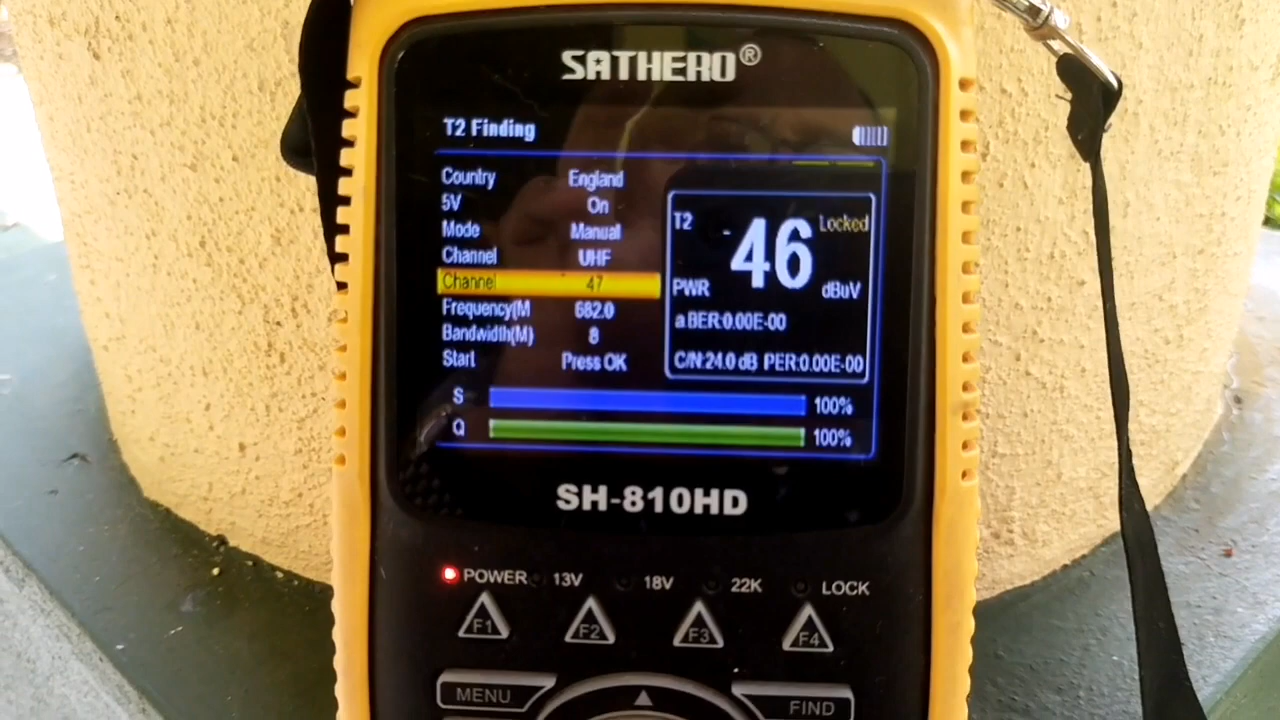 SATHERO®
T2 Finding
Country England
5V On
Mode Manual
Channel UHF
Channel 47
Frequency(M 682.0
Bandwidth(M) 8
Start Press OK
T2 -46 Locked
PWR dBuV
aBER:0.00E-00
C/N:24.0 dB PER:0.00E-00
S 100%
Q 100%
SH-810HD
POWER 13V 18V 22K LOCK
F1 F2 F3 F4
MENU FIND